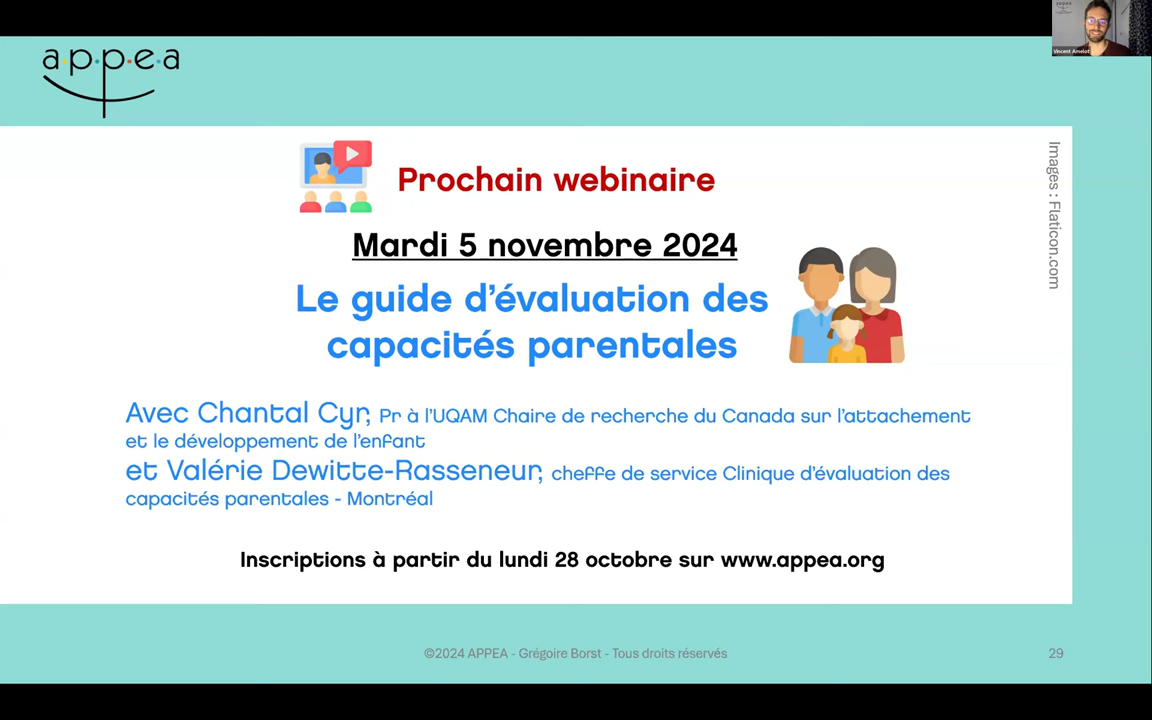 a.p.p.e.a
Vincent Amelot
Prochain webinaire
Images : Flaticon.com
Mardi 5 novembre 2024
Le guide d'évaluation des
capacités parentales
Avec Chantal Cyr, Pr à l'UQAM Chaire de recherche du Canada sur l'attachement
et le développement de l'enfant
et Valérie Dewitte-Rasseneur, cheffe de service Clinique d'évaluation des
capacités parentales - Montréal
Inscriptions à partir du lundi 28 octobre sur www.appea.org
©2024 APPEA - Grégoire Borst - Tous droits réservés
29